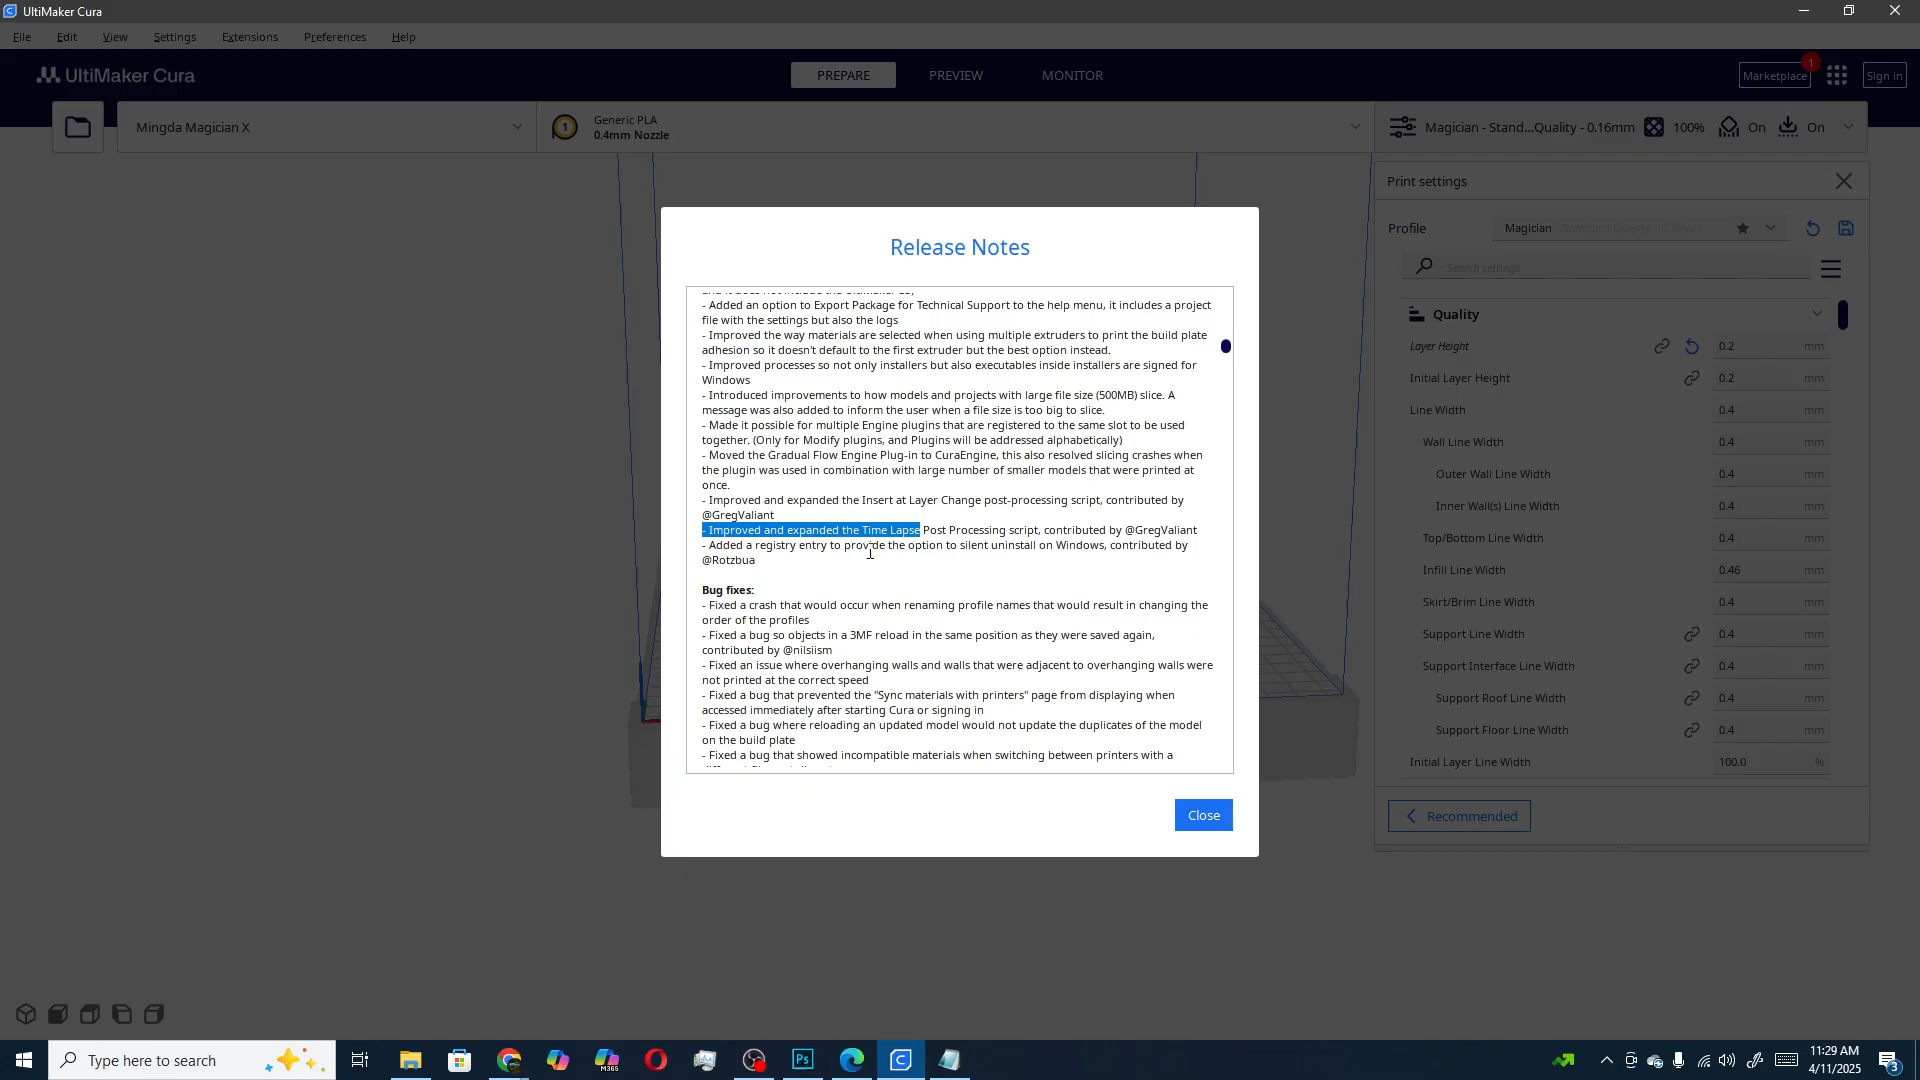 UltiMaker Cura
File Edit View Settings Extensions Preferences Help
UltiMaker Cura
PREPARE PREVIEW MONITOR
Marketplace 1 Sign in
Mingda Magician X
1 Generic PLA
0.4mm Nozzle
Magician - Stand...Quality - 0.16mm 100% On On
Print settings
Profile Magician Standard Quality - 0.16mm
Search settings
Quality
Layer Height 0.2 mm
Initial Layer Height 0.2 mm
Line Width 0.4 mm
Wall Line Width 0.4 mm
Outer Wall Line Width 0.4 mm
Inner Wall(s) Line Width 0.4 mm
Top/Bottom Line Width 0.4 mm
Infill Line Width 0.46 mm
Skirt/Brim Line Width 0.4 mm
Support Line Width 0.4 mm
Support Interface Line Width 0.4 mm
Support Roof Line Width 0.4 mm
Support Floor Line Width 0.4 mm
Initial Layer Line Width 100.0 %
Recommended
Release Notes
- Added an option to Export Package for Technical Support to the help menu, it includes a project
file with the settings but also the logs
- Improved the way materials are selected when using multiple extruders to print the build plate
adhesion so it doesn't default to the first extruder but the best option instead.
- Improved processes so not only installers but also executables inside installers are signed for
Windows
- Introduced improvements to how models and projects with large file size (500MB) slice. A
message was also added to inform the user when a file size is too big to slice.
- Made it possible for multiple Engine plugins that are registered to the same slot to be used
together. (Only for Modify plugins, and Plugins will be addressed alphabetically)
- Moved the Gradual Flow Engine Plug-in to CuraEngine, this also resolved slicing crashes when
the plugin was used in combination with large number of smaller models that were printed at
once.
- Improved and expanded the Insert at Layer Change post-processing script, contributed by
@GregValiant
- Improved and expanded the Time Lapse Post Processing script, contributed by @GregValiant
- Added a registry entry to provide the option to silent uninstall on Windows, contributed by
@Rotzbua
Bug fixes:
- Fixed a crash that would occur when renaming profile names that would result in changing the
order of the profiles
- Fixed a bug so objects in a 3MF reload in the same position as they were saved again,
contributed by @nilsiism
- Fixed an issue where overhanging walls and walls that were adjacent to overhanging walls were
not printed at the correct speed
- Fixed a bug that prevented the "Sync materials with printers" page from displaying when
accessed immediately after starting Cura or signing in
- Fixed a bug where reloading an updated model would not update the duplicates of the model
on the build plate
- Fixed a bug that showed incompatible materials when switching between printers with a
Close
Type here to search
M365
Ps
11:29 AM
4/11/2025
3